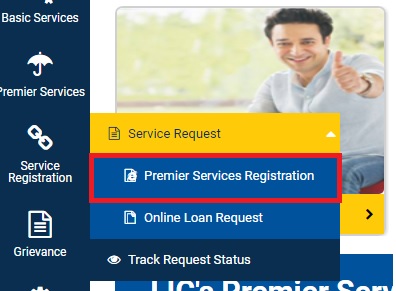 Basic Services
Premier Services
Service
Registration
Grievance
Service Request
Premier Services Registration
Online Loan Request
Track Request Status
LIC's Premier Serv